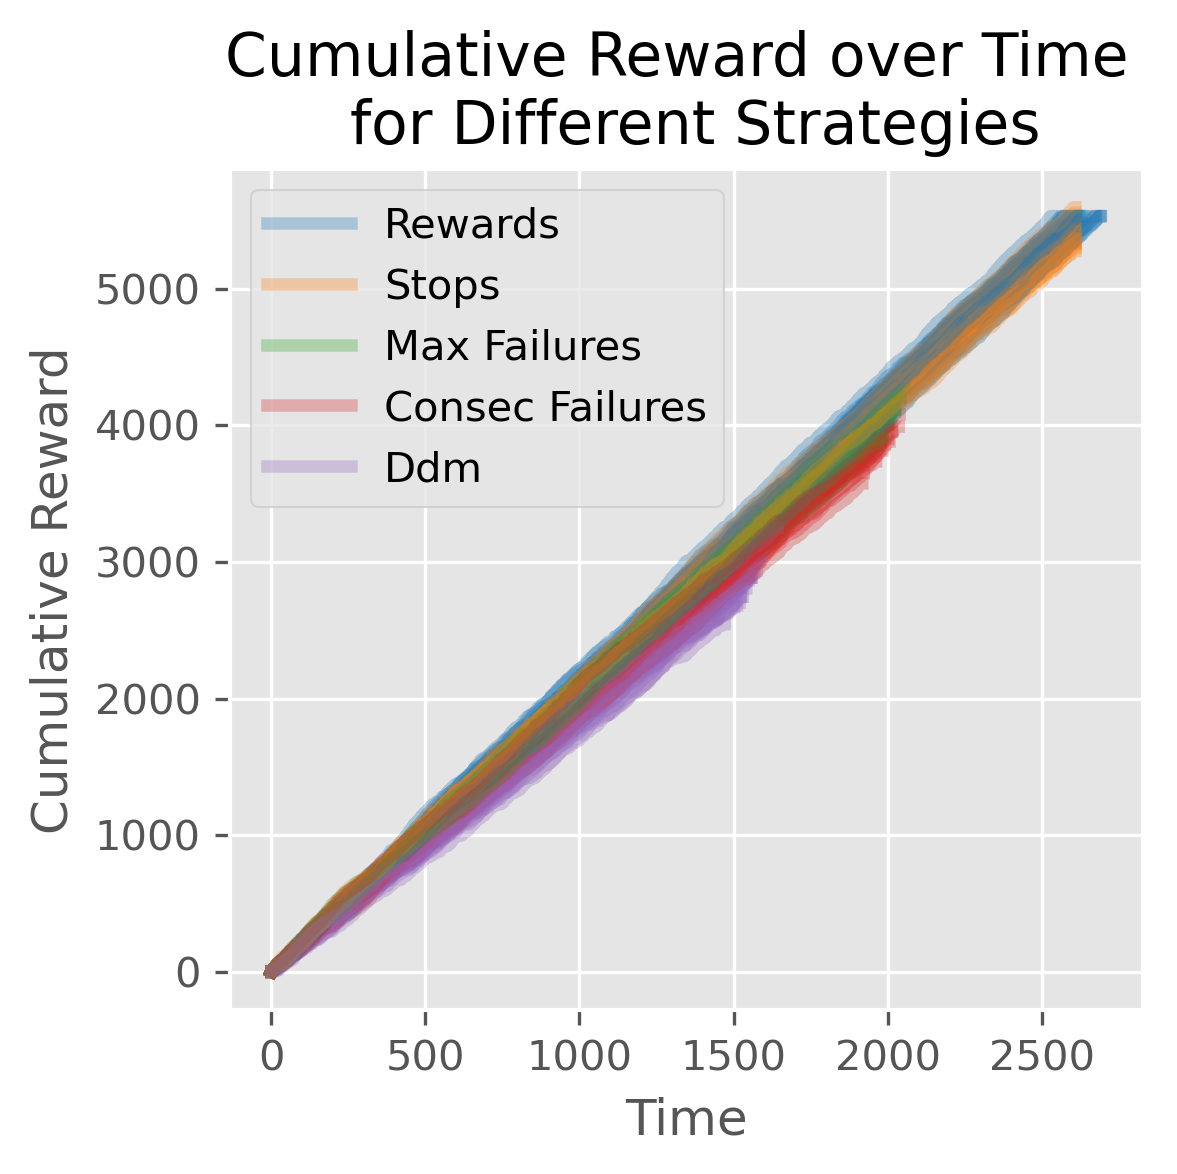 Cumulative Reward over Time
for Different Strategies
Rewards
Stops
Max Failures
Consec Failures
Ddm
Cumulative Reward
5000
4000
3000
2000
1000
0
0 500 1000 1500 2000 2500
Time